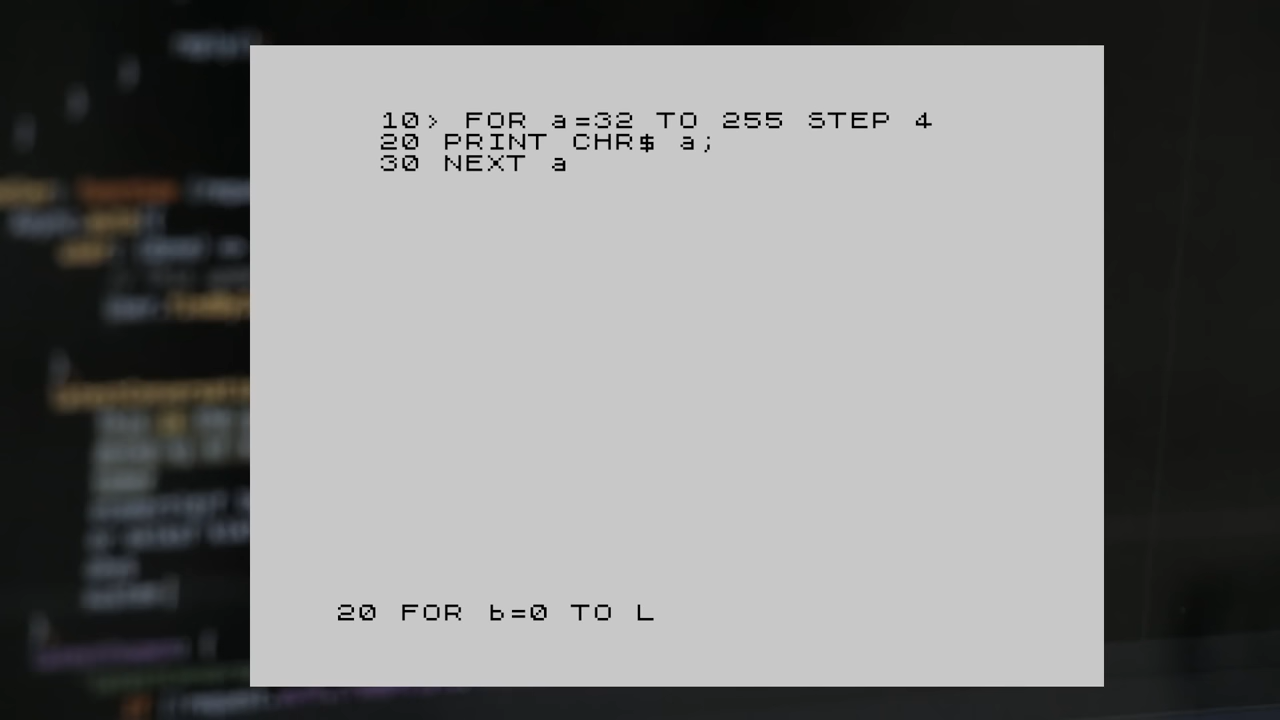 10> FOR a=32 TO 255 STEP 4
20 PRINT CHR$ a;
30 NEXT a
20 FOR b=0 TO L